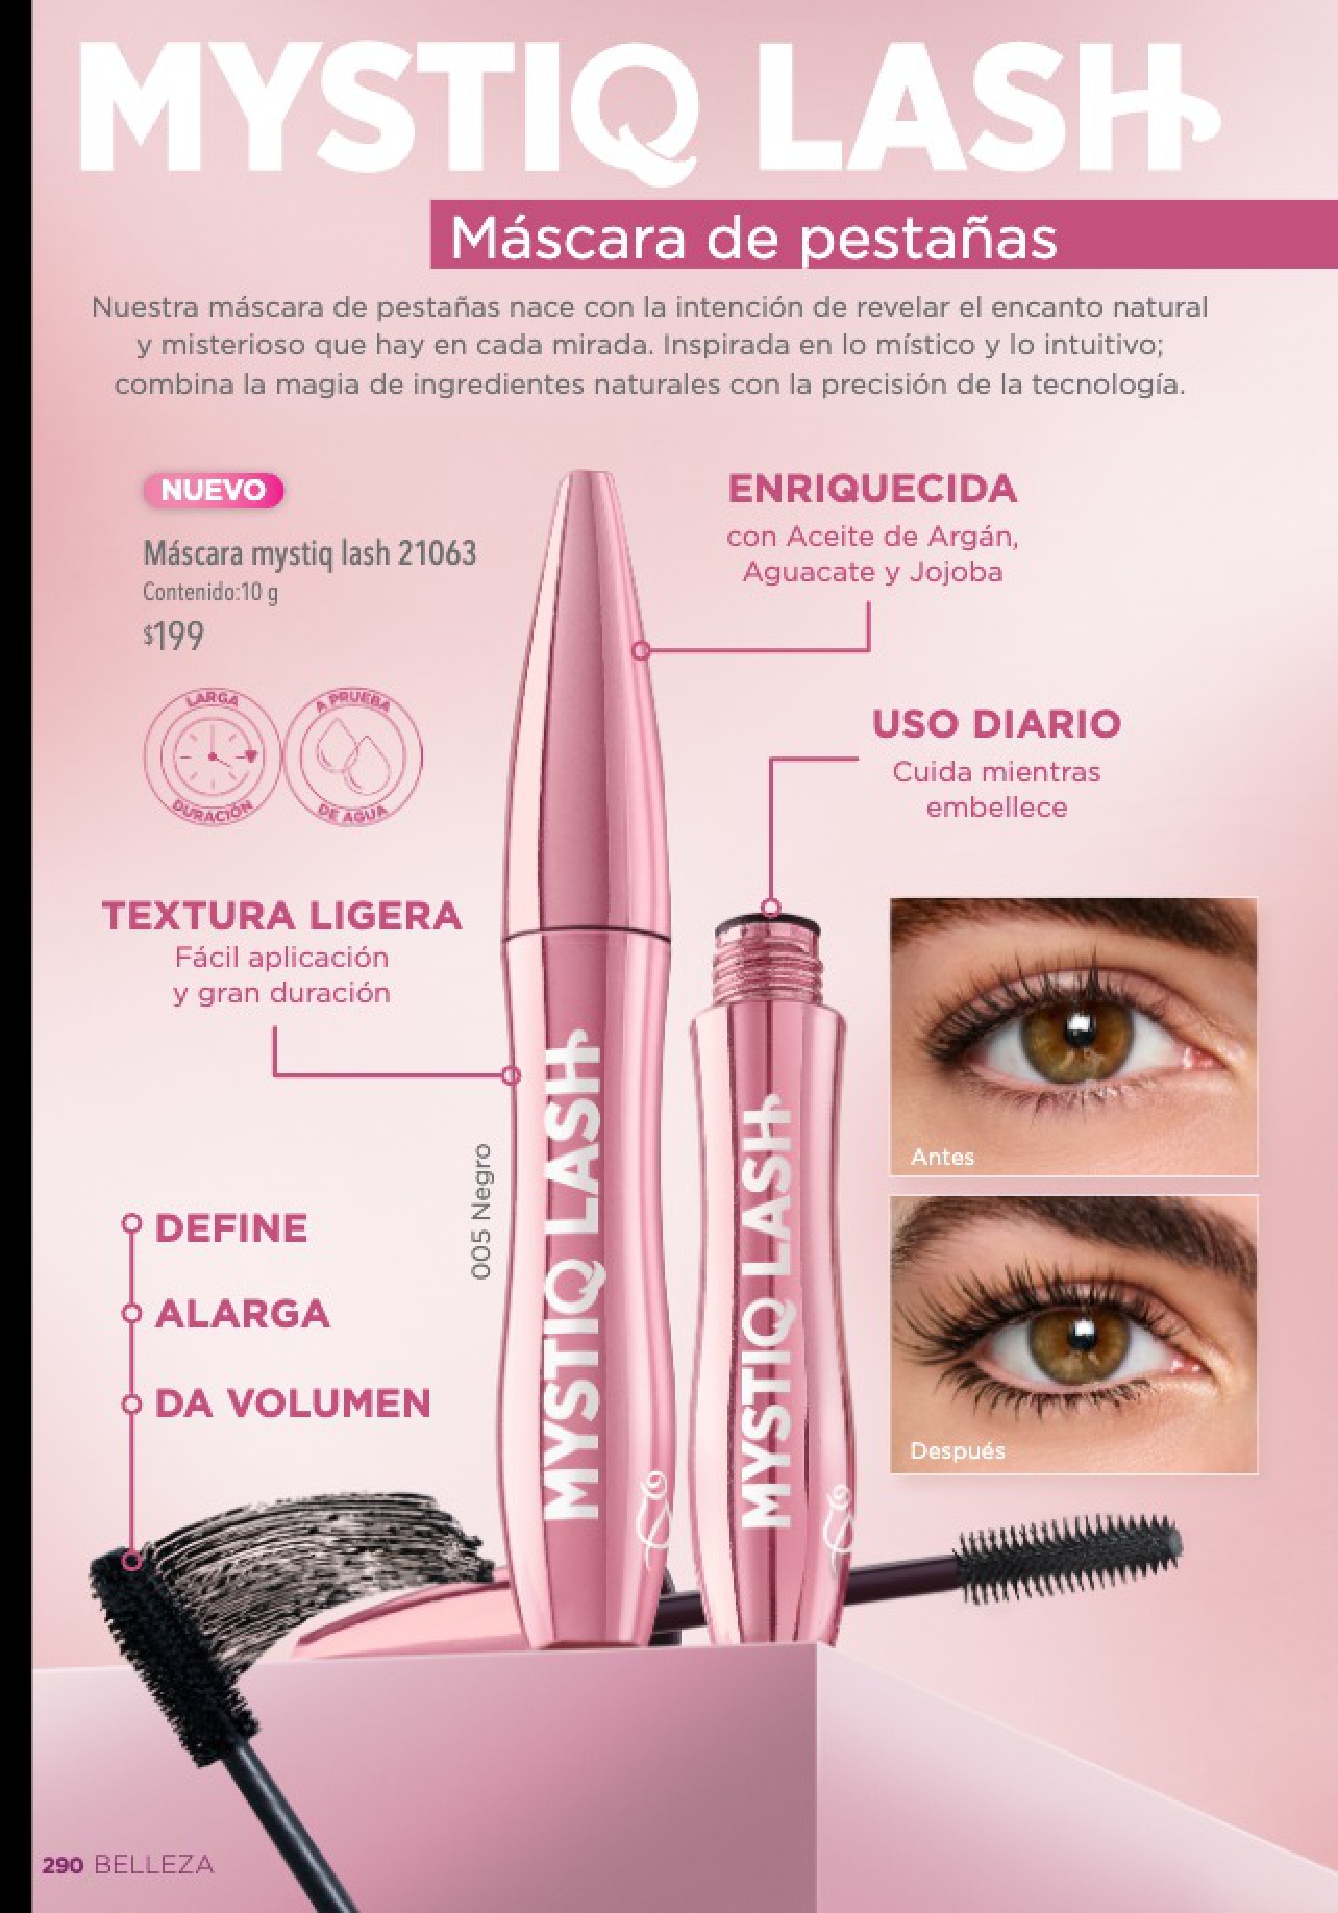 MYSTIQ LASH
Máscara de pestañas
Nuestra máscara de pestañas nace con la intención de revelar el encanto natural
y misterioso que hay en cada mirada. Inspirada en lo místico y lo intuitivo;
combina la magia de ingredientes naturales con la precisión de la tecnología.
NUEVO
Máscara mystiq lash 21063
Contenido:10 g
$199
LARGA
DURACIÓN
A PRUEBA
DE AGUA
ENRIQUECIDA
con Aceite de Argán,
Aguacate y Jojoba
USO DIARIO
Cuida mientras
embellece
TEXTURA LIGERA
Fácil aplicación
y gran duración
005 Negro
MYSTIQ LASH
MYSTIQ LASH
Antes
Después
DEFINE
ALARGA
DA VOLUMEN
290 BELLEZA